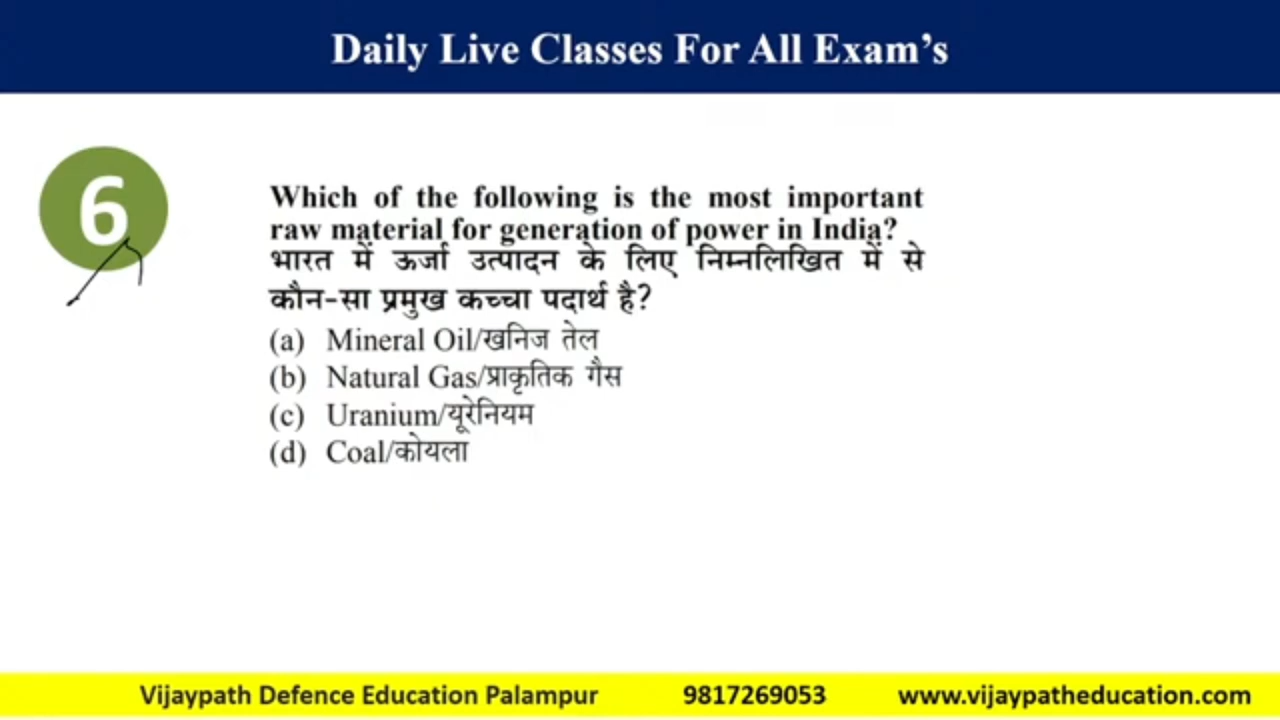 Daily Live Classes For All Exam's
6
Which of the following is the most important
raw material for generation of power in India?
भारत में ऊर्जा उत्पादन के लिए निम्नलिखित में से
कौन-सा प्रमुख कच्चा पदार्थ है?
(a) Mineral Oil/खनिज तेल
(b) Natural Gas/प्राकृतिक गैस
(c) Uranium/यूरेनियम
(d) Coal/कोयला
Vijaypath Defence Education Palampur 9817269053 www.vijaypatheducation.com